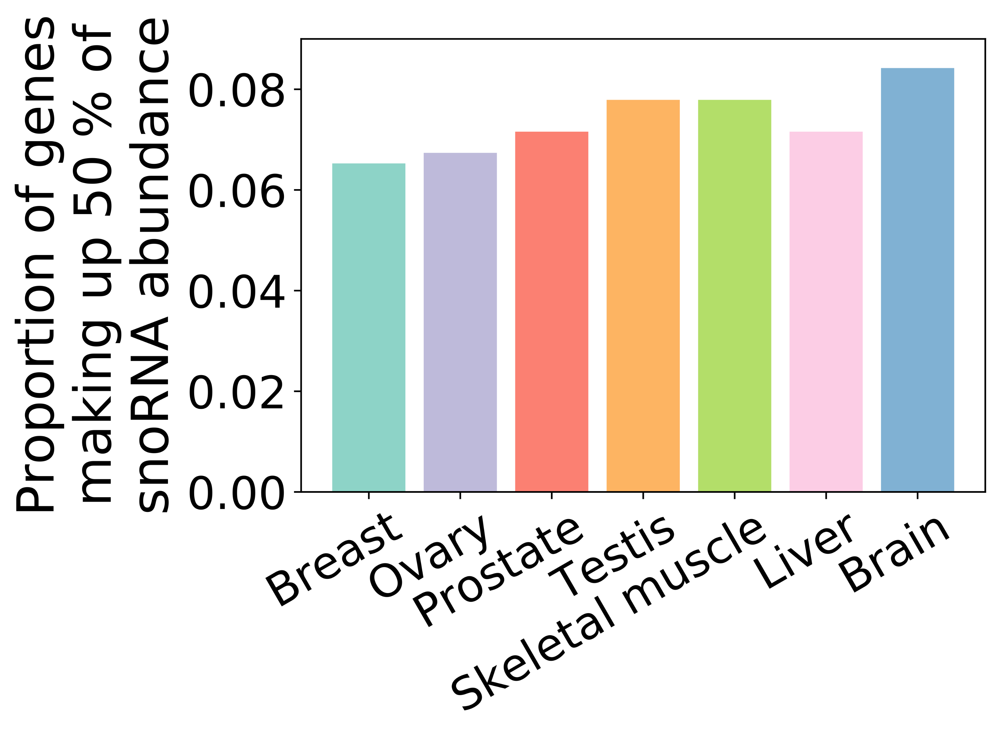 Proportion of genes
making up 50 % of
snoRNA abundance
0.08
0.06
0.04
0.02
0.00
Breast
Ovary
Prostate
Testis
Skeletal muscle
Liver
Brain